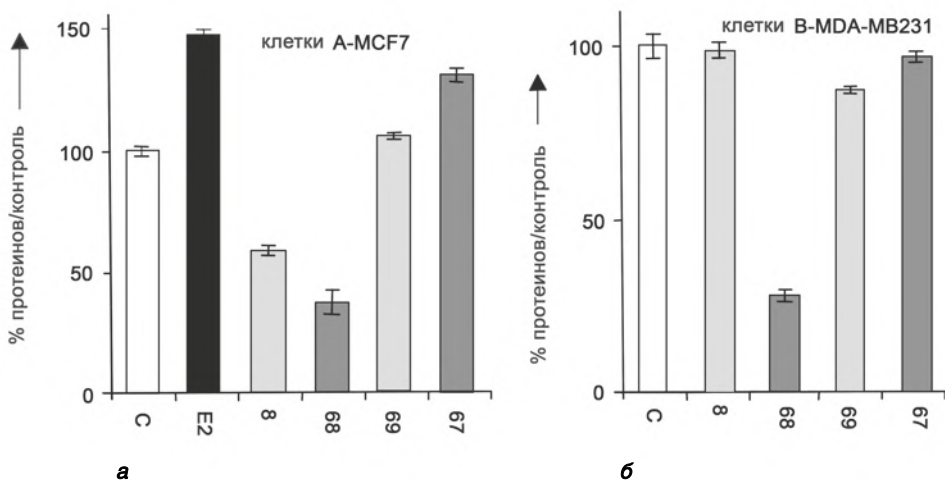 % протеинов/контроль
150
100
50
0
клетки A-MCF7
C
E2
8
68
69
67
а
% протеинов/контроль
100
50
0
клетки B-MDA-MB231
C
8
68
69
67
б